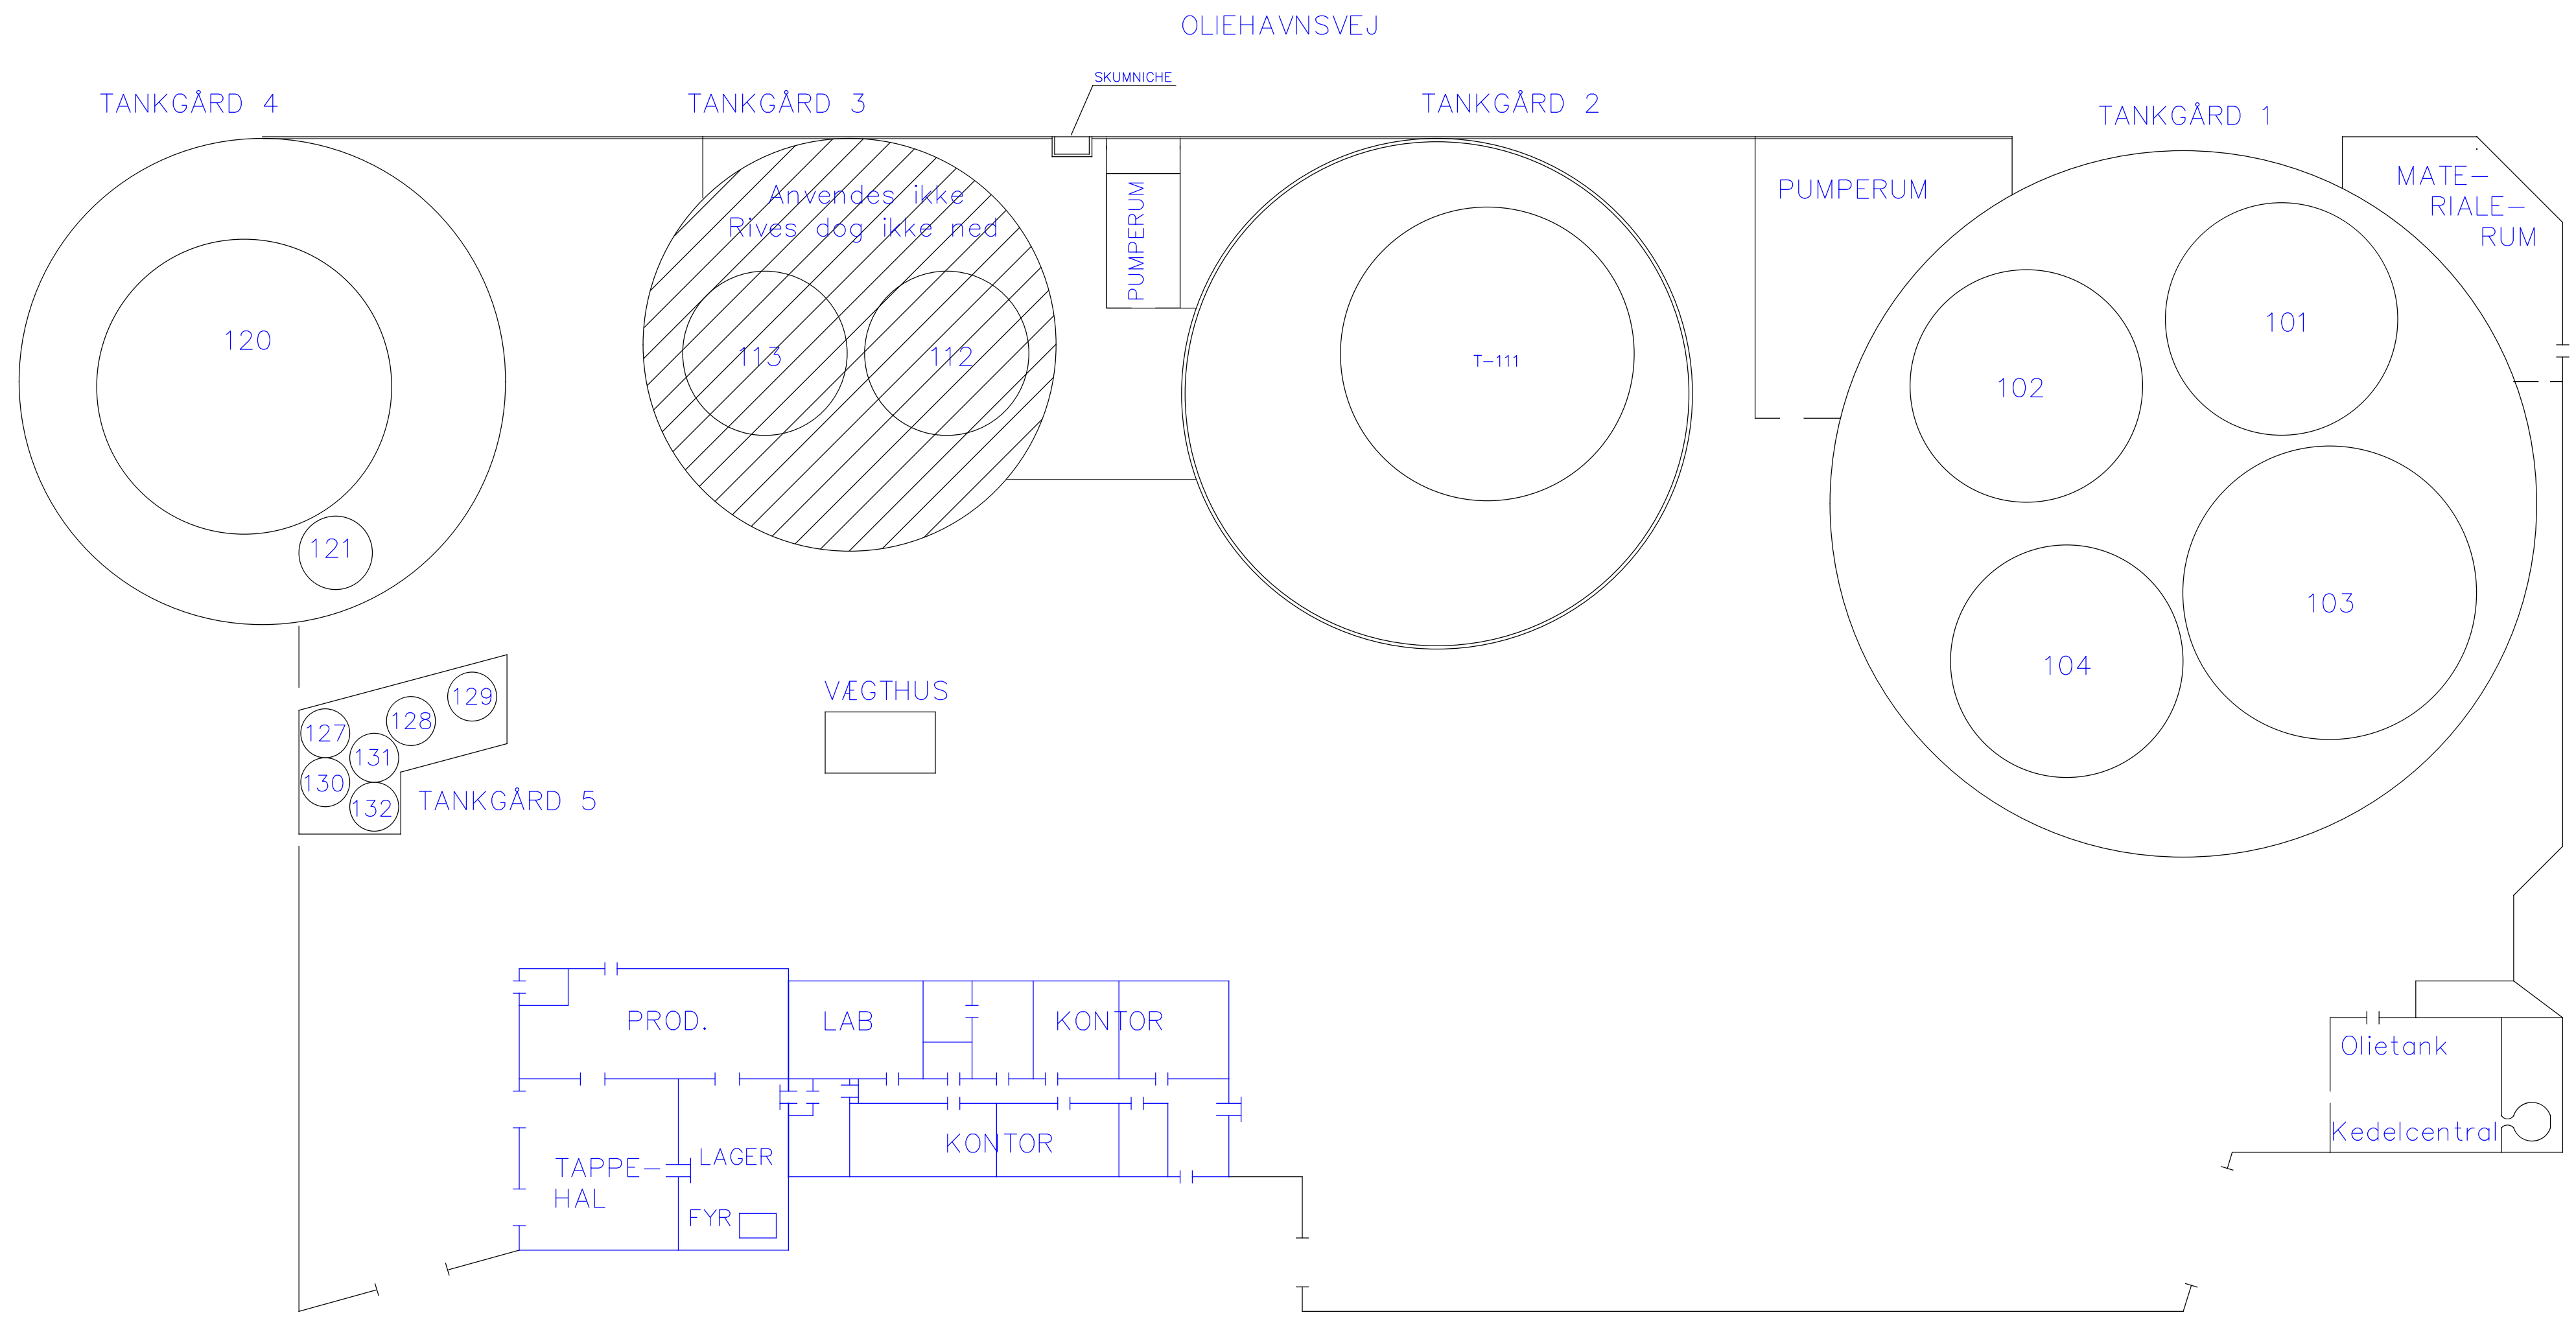 OLIEHAVNSVEJ
SKUMNICHE
TANKGÅRD 4
TANKGÅRD 3
TANKGÅRD 2
TANKGÅRD 1
Anvendes ikke
Rives dog ikke ned
PUMPERUM
PUMPERUM
MATE-
RIALE-
RUM
120
113
112
T-111
102
101
121
104
103
129
128
127
131
130
132
TANKGÅRD 5
VÆGTHUS
PROD.
LAB
KONTOR
Olietank
Kedelcentral
KONTOR
LAGER
TAPPE-
HAL
FYR